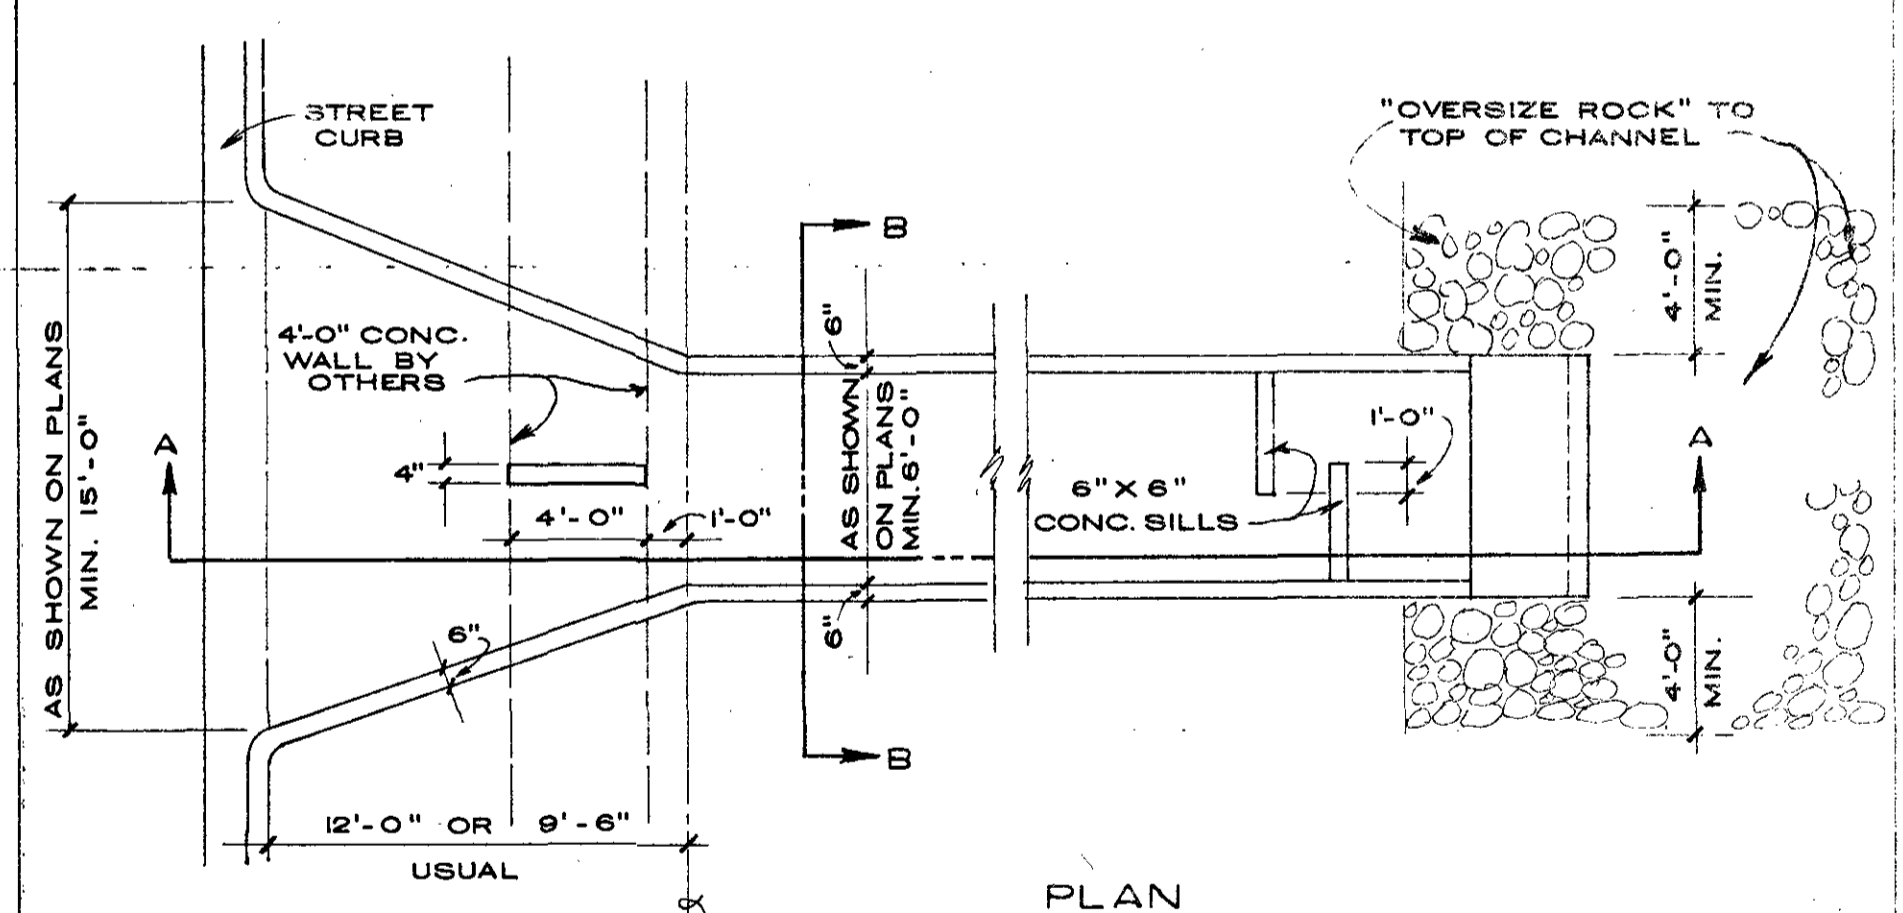 STREET
CURB
"OVERSIZE ROCK" TO
TOP OF CHANNEL
B
4'-0"
MIN.
6"
4'-0" CONC.
WALL BY
OTHERS
AS SHOWN ON PLANS
MIN. 15'-0"
A
4"
4'-0"
1'-0"
AS SHOWN
ON PLANS
MIN. 6'-0"
6" X 6"
CONC. SILLS
1'-0"
A
6"
6"
4'-0"
MIN.
B
12'-0" OR 9'-6"
USUAL
PLAN